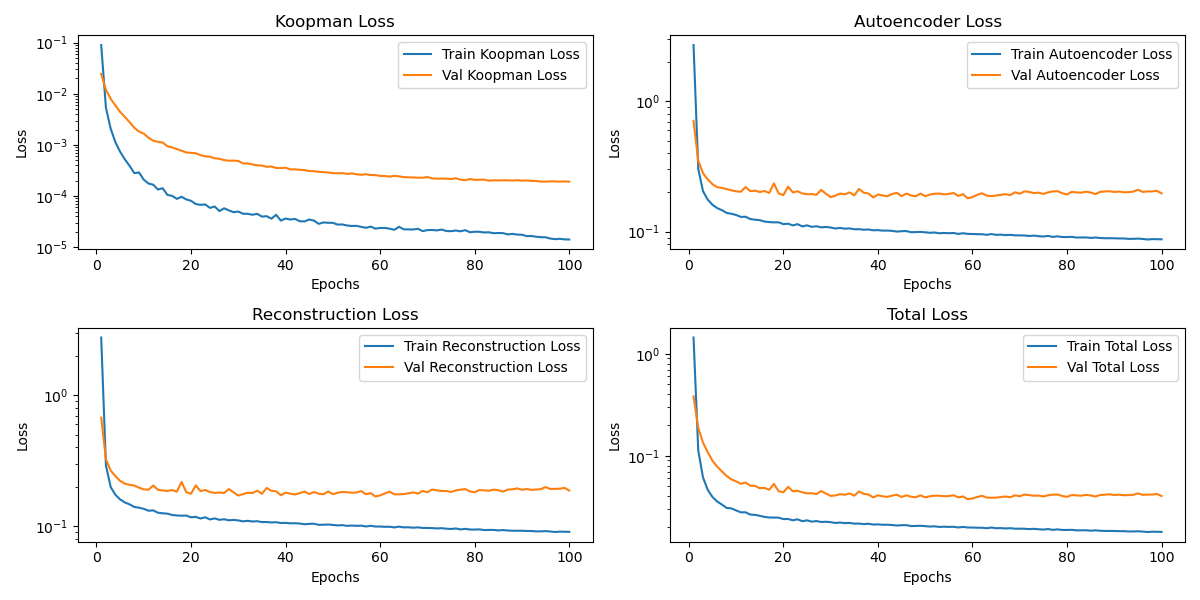 Koopman Loss
Train Koopman Loss
Val Koopman Loss
10⁻¹
10⁻²
10⁻³
10⁻⁴
10⁻⁵
Loss
0 20 40 60 80 100
Epochs
Autoencoder Loss
Train Autoencoder Loss
Val Autoencoder Loss
10⁰
10⁻¹
Loss
0 20 40 60 80 100
Epochs
Reconstruction Loss
Train Reconstruction Loss
Val Reconstruction Loss
10⁰
10⁻¹
Loss
0 20 40 60 80 100
Epochs
Total Loss
Train Total Loss
Val Total Loss
10⁰
10⁻¹
Loss
0 20 40 60 80 100
Epochs